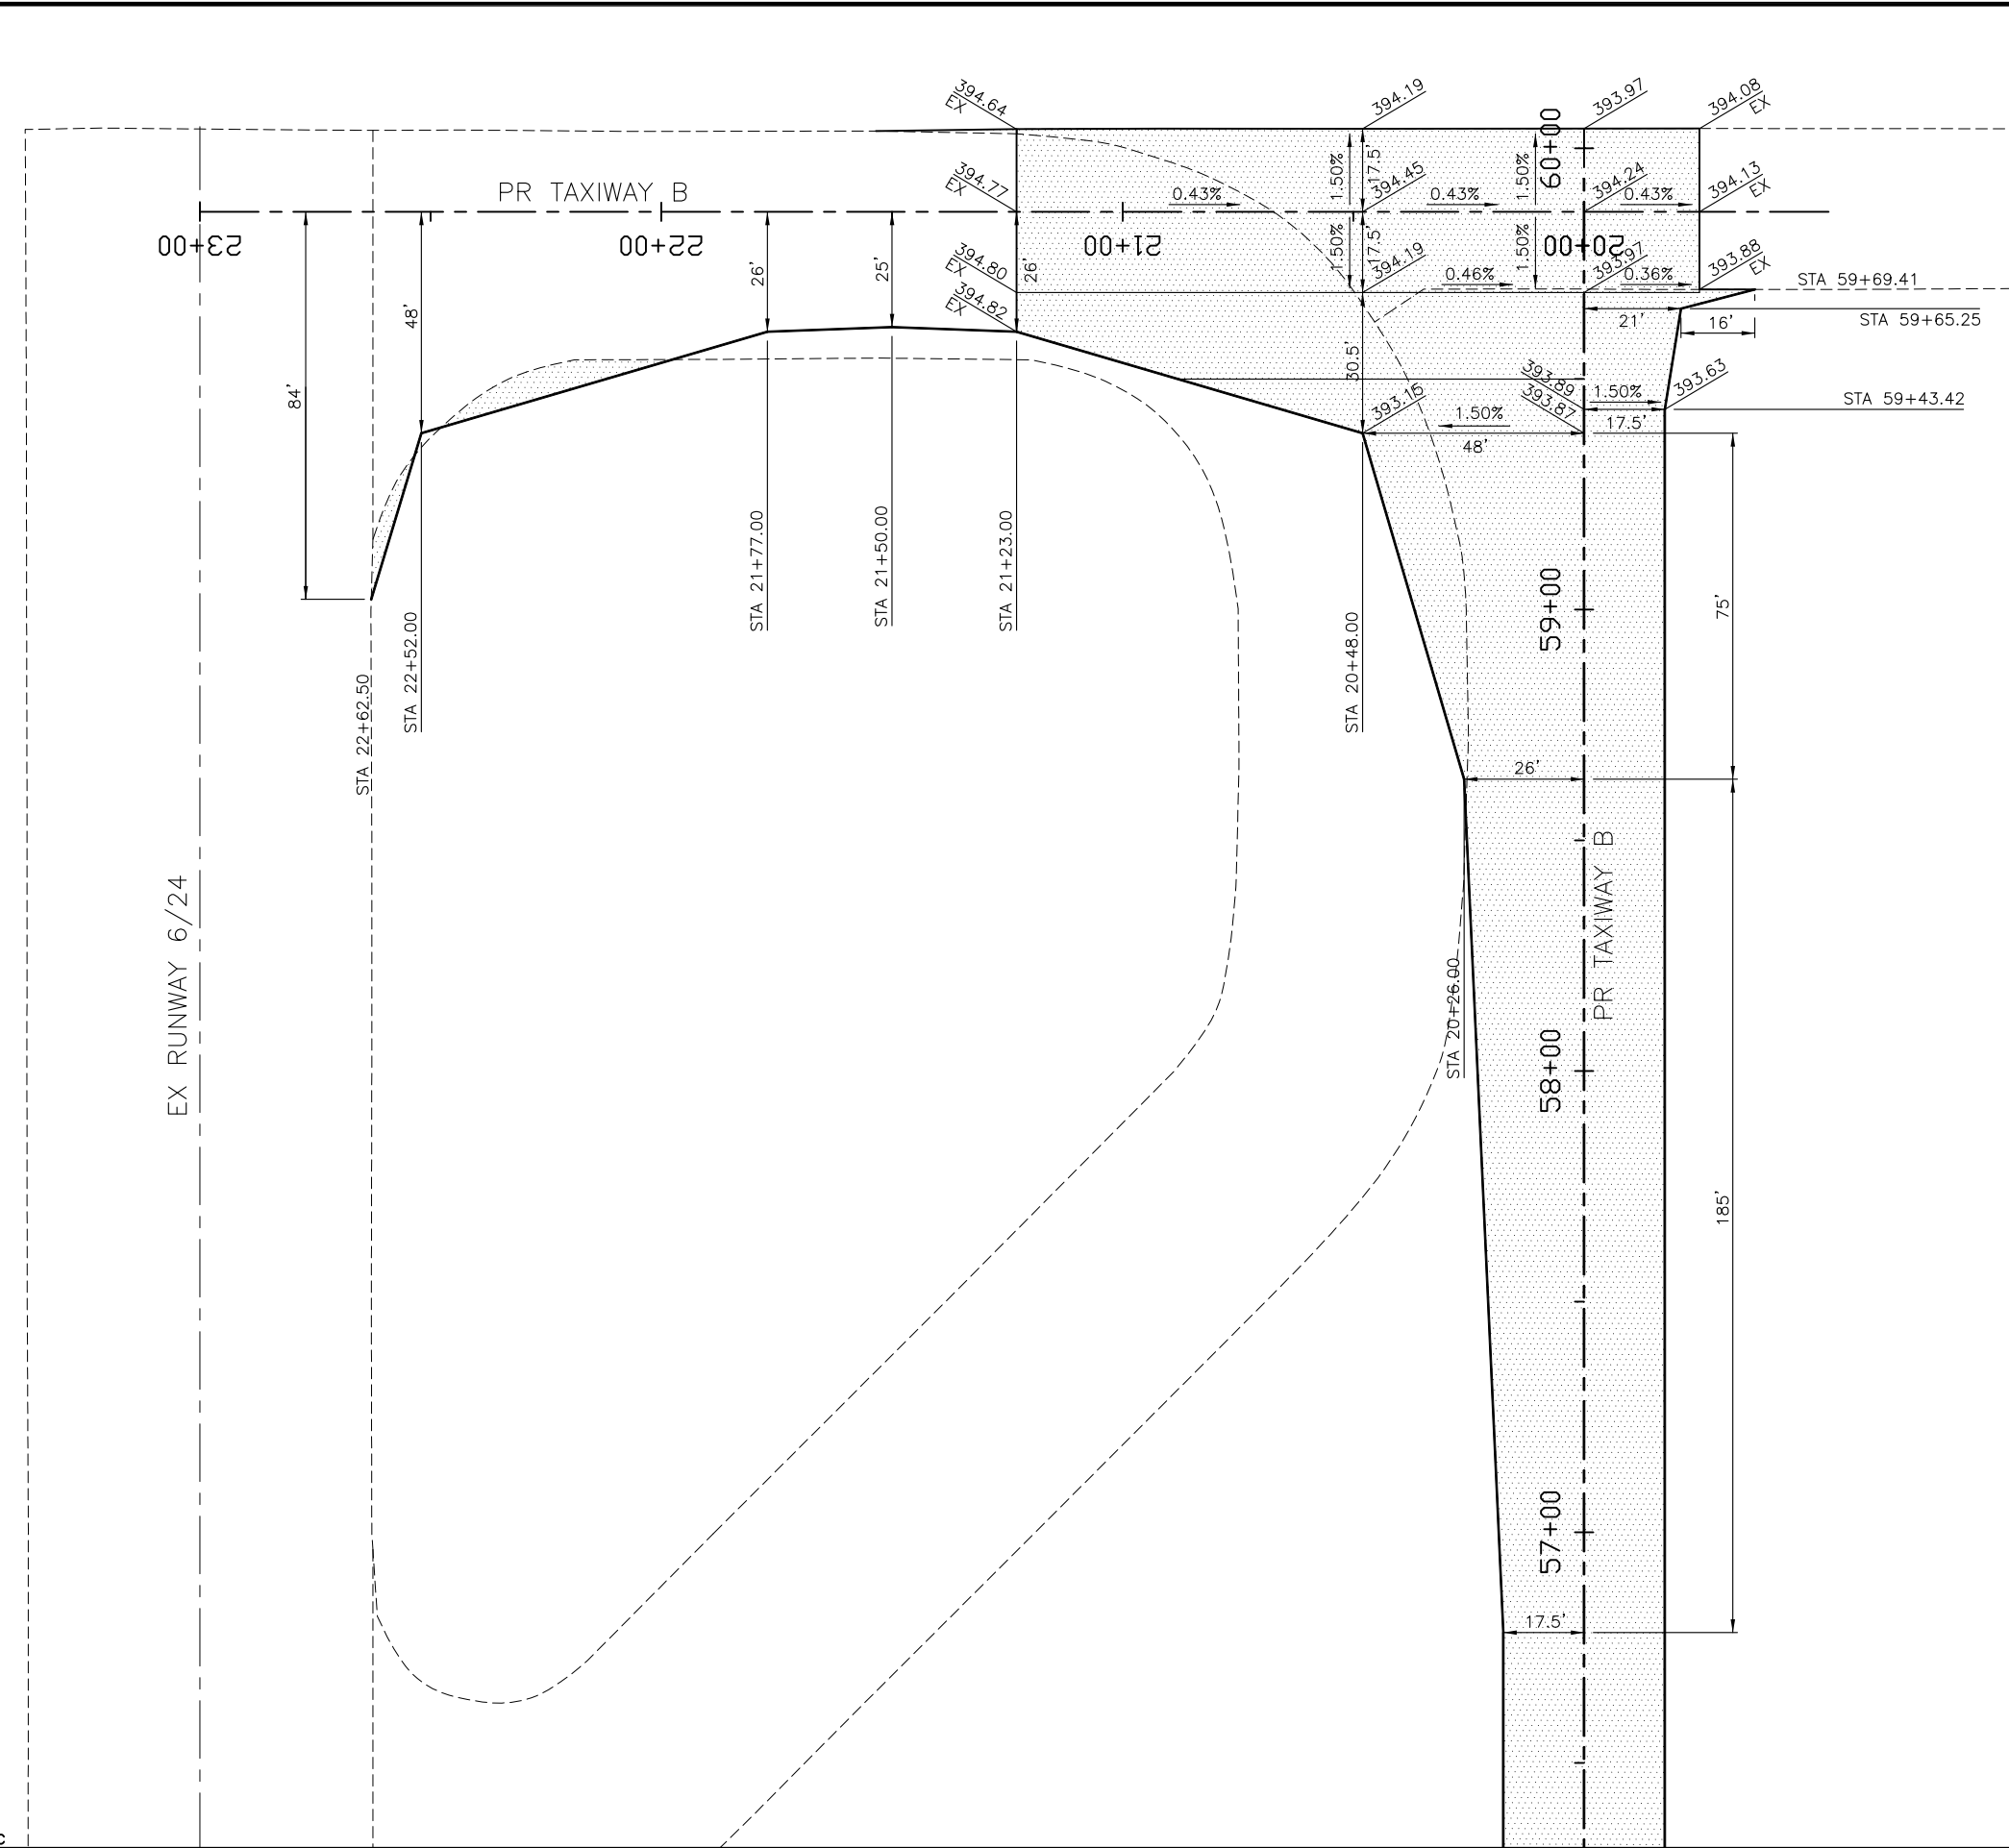 394.64
EX
394.19
393.97
394.08
EX
60+00
PR TAXIWAY B
394.77
EX
1.50%
17.5'
394.45
1.50%
394.24
394.13
EX
0.43%
0.43%
0.43%
23+00
22+00
21+00
20+00
26'
25'
26'
394.80
EX
394.82
EX
1.50%
17.5'
394.19
1.50%
393.97
393.88
EX
0.46%
0.36%
STA 59+69.41
STA 59+65.25
21'
16'
48'
84'
30.5'
393.15
393.89
393.87
1.50%
393.63
STA 59+43.42
1.50%
17.5'
48'
STA 22+62.50
STA 22+52.00
STA 21+77.00
STA 21+50.00
STA 21+23.00
STA 20+48.00
59+00
75'
26'
PR TAXIWAY B
EX RUNWAY 6/24
STA 20+26.00
58+00
185'
57+00
17.5'